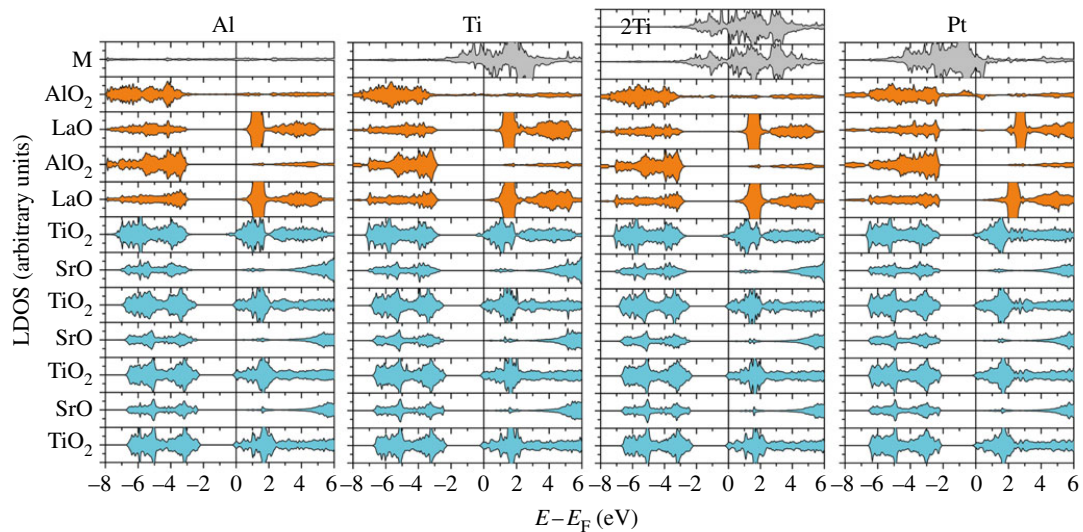 Al Ti 2Ti Pt
M
AlO2
LaO
AlO2
LaO
TiO2
SrO
TiO2
SrO
TiO2
SrO
TiO2
LDOS (arbitrary units)
−8 −6 −4 −2 0 2 4 6 −8 −6 −4 −2 0 2 4 6 −8 −6 −4 −2 0 2 4 6 −8 −6 −4 −2 0 2 4 6
E−EF (eV)